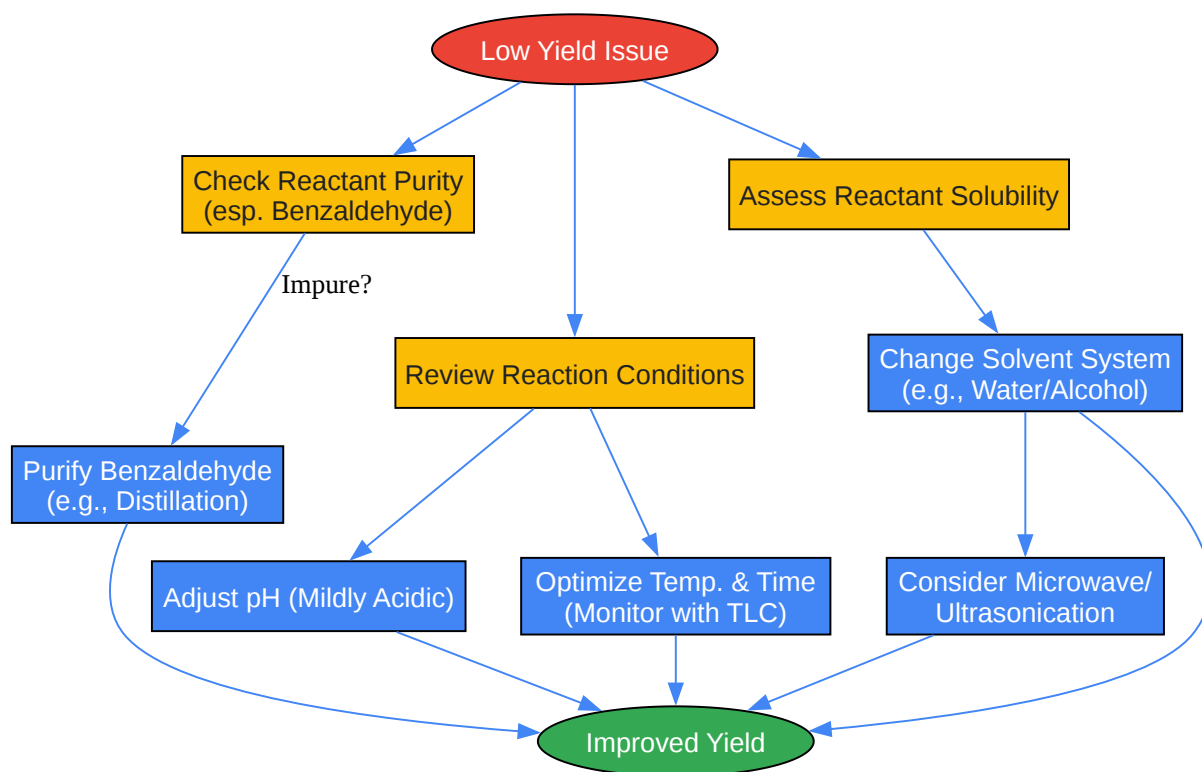 Low Yield Issue
Check Reactant Purity
(esp. Benzaldehyde)
Assess Reactant Solubility
Impure?
Review Reaction Conditions
Change Solvent System
(e.g., Water/Alcohol)
Purify Benzaldehyde
(e.g., Distillation)
Adjust pH (Mildly Acidic)
Optimize Temp. & Time
(Monitor with TLC)
Consider Microwave/
Ultrasonication
Improved Yield